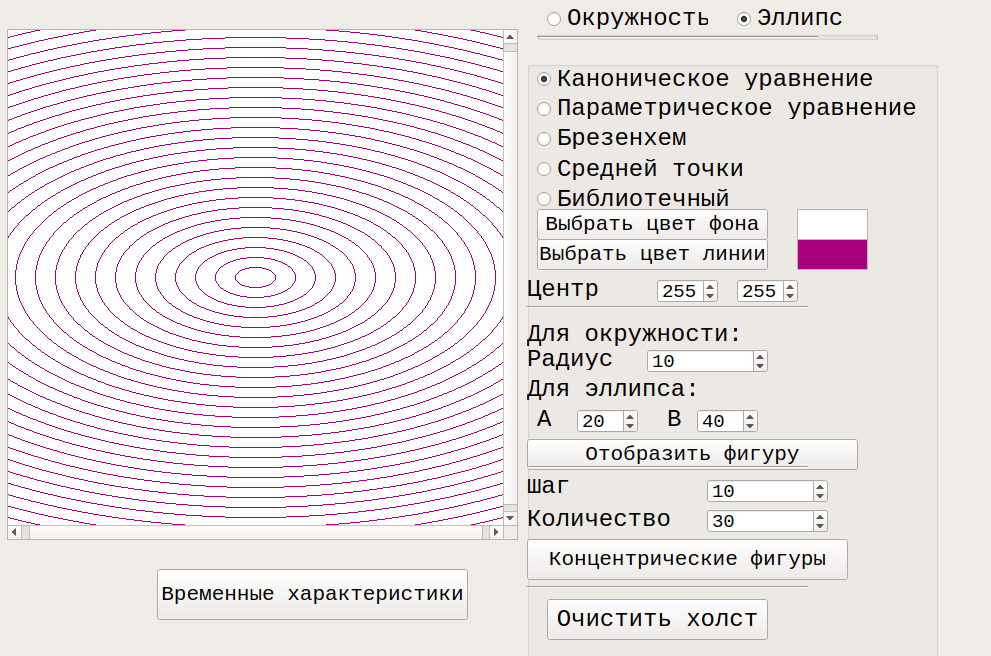 Окружность Эллипс
Каноническое уравнение
Параметрическое уравнение
Брезенхем
Средней точки
Библиотечный
Выбрать цвет фона
Выбрать цвет линии
Центр 255 255
Для окружности:
Радиус 10
Для эллипса:
A 20 B 40
Отобразить фигуру
Шаг 10
Количество 30
Концентрические фигуры
Временные характеристики
Очистить холст